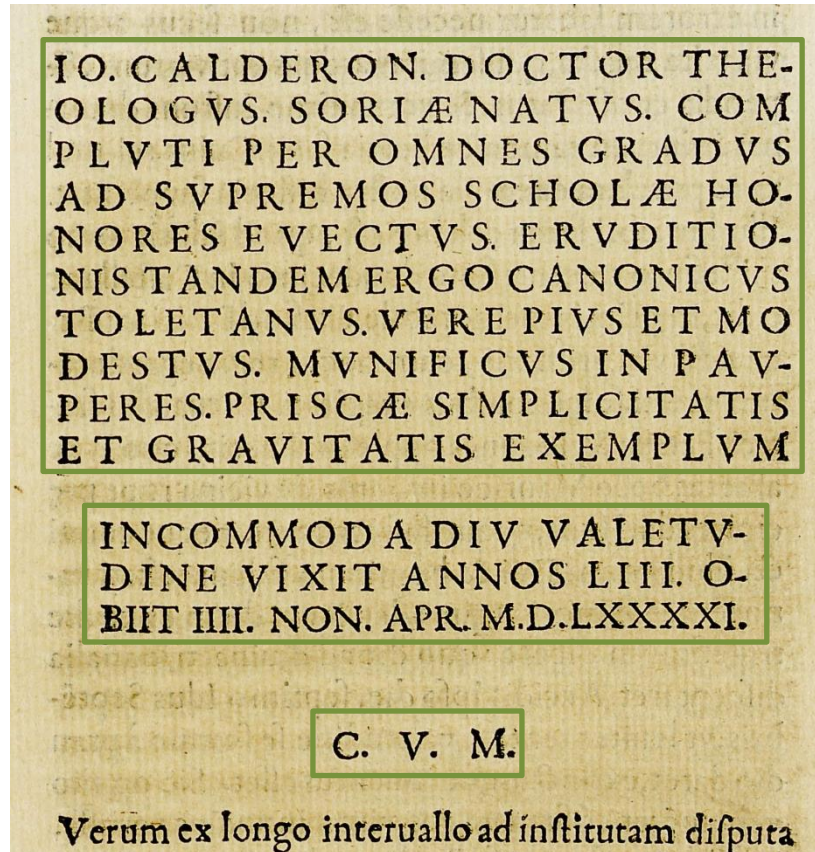 IO. CALDERON. DOCTOR THE-
OLOGVS. SORIÆ NATVS. COM
PLVTI PER OMNES GRADVS
AD SVPREMOS SCHOLÆ HO-
NORES EVECTVS. ERVDITIO-
NIS TANDEM ERGO CANONICVS
TOLETANVS. VERE PIVS ET MO
DESTVS. MVNIFICVS IN PAV-
PERES. PRISCÆ SIMPLICITATIS
ET GRAVITATIS EXEMPLVM
INCOMMODA DIV VALETV-
DINE VIXIT ANNOS LIII. O-
BIIT IIII. NON. APR. M.D.LXXXXI.
C. V. M.
Verum ex longo interuallo ad inſtitutam diſputa